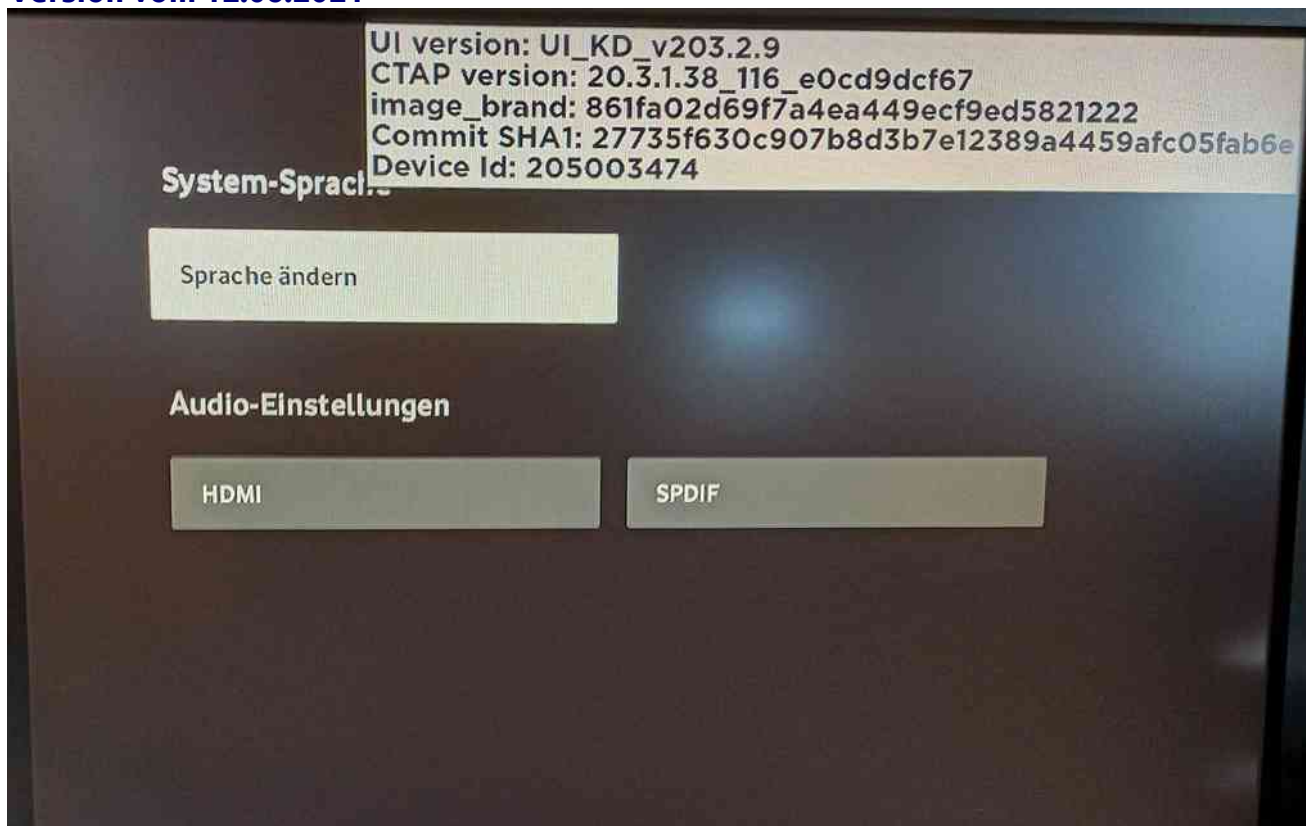 UI version: UI_KD_v203.2.9
CTAP version: 20.3.1.38_116_e0cd9dcf67
image_brand: 861fa02d69f7a4ea449ecf9ed5821222
Commit SHA1: 27735f630c907b8d3b7e12389a4459afc05fab6e
Device Id: 205003474
System-Sprache
Sprache ändern
Audio-Einstellungen
HDMI
SPDIF